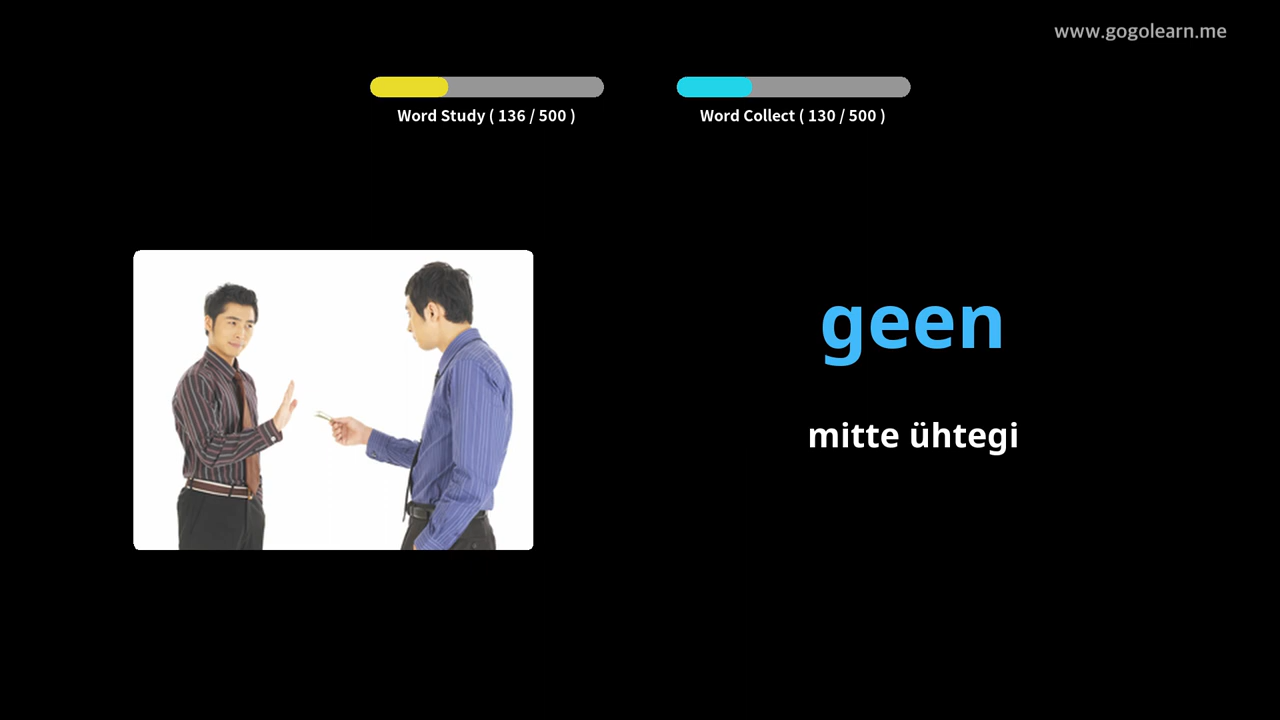 www.gogolearn.me
Word Study ( 136 / 500 )
Word Collect ( 130 / 500 )
geen
mitte ühtegi